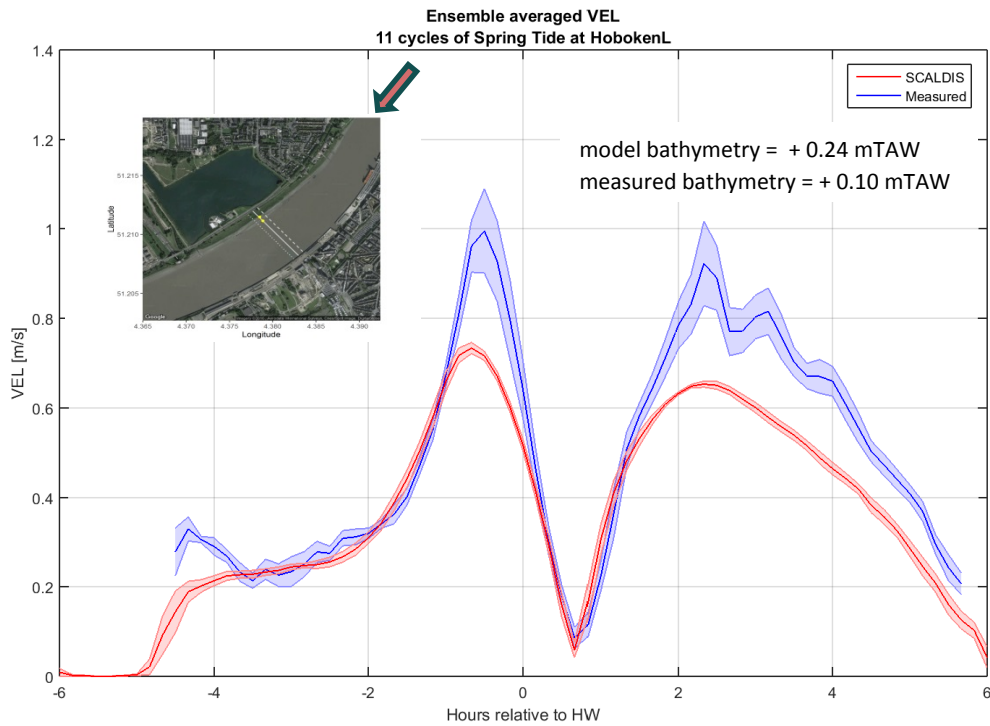 Ensemble averaged VEL
11 cycles of Spring Tide at HobokenL
1.4
1.2
1
0.8
0.6
0.4
0.2
0
VEL [m/s]
SCALDIS
Measured
model bathymetry = + 0.24 mTAW
measured bathymetry = + 0.10 mTAW
51.215
51.210
51.205
Latitude
Google
4.365 4.370 4.375 4.380 4.385 4.390
Longitude
-6 -4 -2 0 2 4 6
Hours relative to HW